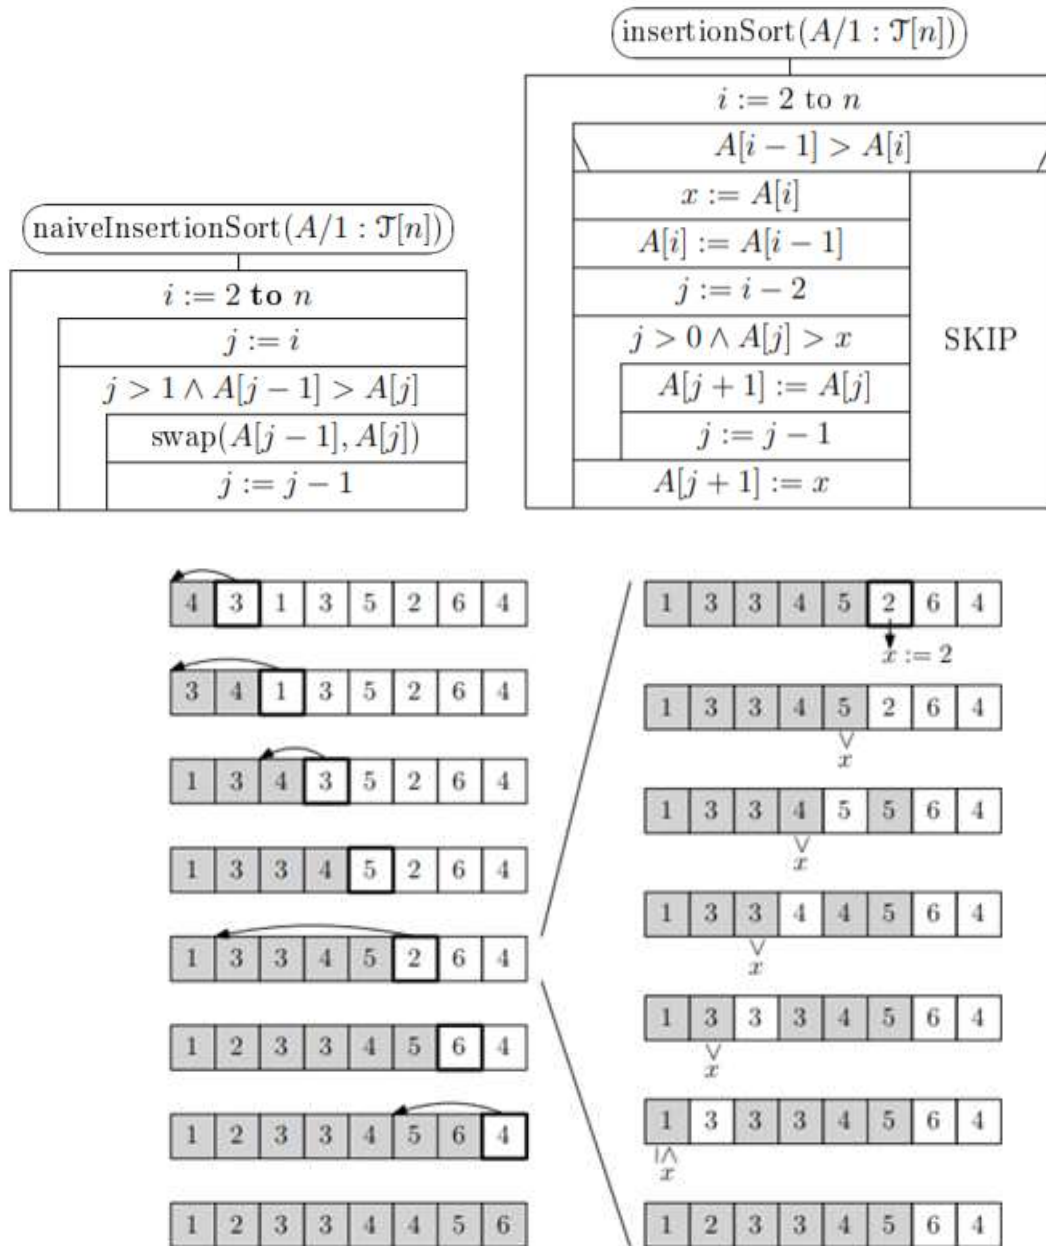 insertionSort(A/1 : 𝒯[n])
i := 2 to n
A[i − 1] > A[i]
x := A[i]
A[i] := A[i − 1]
j := i − 2
j > 0 ∧ A[j] > x
A[j + 1] := A[j]
j := j − 1
A[j + 1] := x
SKIP
naiveInsertionSort(A/1 : 𝒯[n])
i := 2 to n
j := i
j > 1 ∧ A[j − 1] > A[j]
swap(A[j − 1], A[j])
j := j − 1
4 3 1 3 5 2 6 4
3 4 1 3 5 2 6 4
1 3 4 3 5 2 6 4
1 3 3 4 5 2 6 4
1 3 3 4 5 2 6 4
1 2 3 3 4 5 6 4
1 2 3 3 4 5 6 4
1 2 3 3 4 4 5 6
1 3 3 4 5 2 6 4
x := 2
1 3 3 4 5 2 6 4
∨
x
1 3 3 4 5 5 6 4
∨
x
1 3 3 4 4 5 6 4
∨
x
1 3 3 3 4 5 6 4
∨
x
1 3 3 3 4 5 6 4
|∧
x
1 2 3 3 4 5 6 4